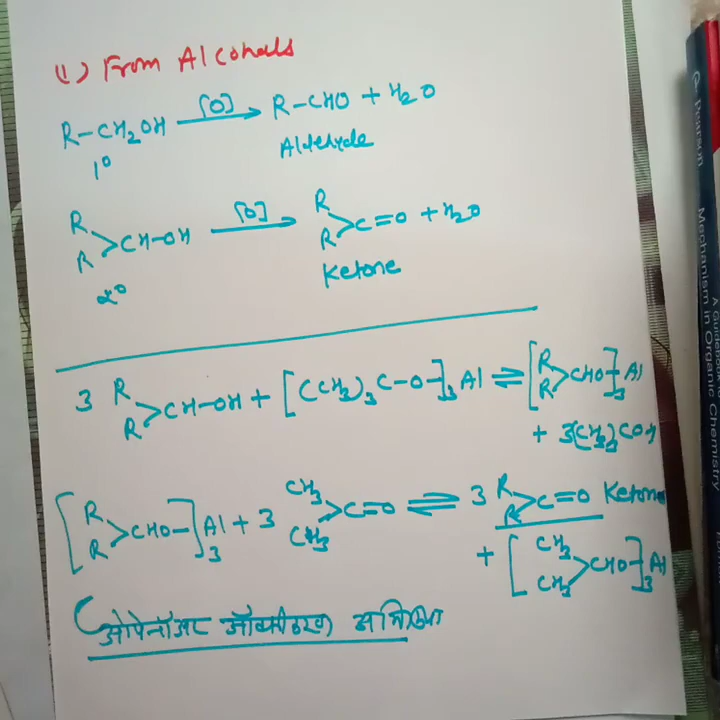 (1) From Alcohols
R-CH₂OH [O]→ R-CHO + H₂O
1° Aldehyde
R R >CH-OH [O]→ R R >C=O + H₂O
2° Ketone
3 R R >CH-OH + [(CH₃)₃C-O-]₃Al ⇌ [R R >CHO-]₃Al
+ 3(CH₃)₃COH
[R R >CHO-]₃Al + 3 CH₃ CH₃ >C=O ⇌ 3 R R >C=O Ketone
+ [CH₃ CH₃ >CHO-]₃Al
ओपेनॉअर ऑक्सीकरण अभिक्रिया
Pearson
A Guidebook to
Mechanism in Organic Chemistry